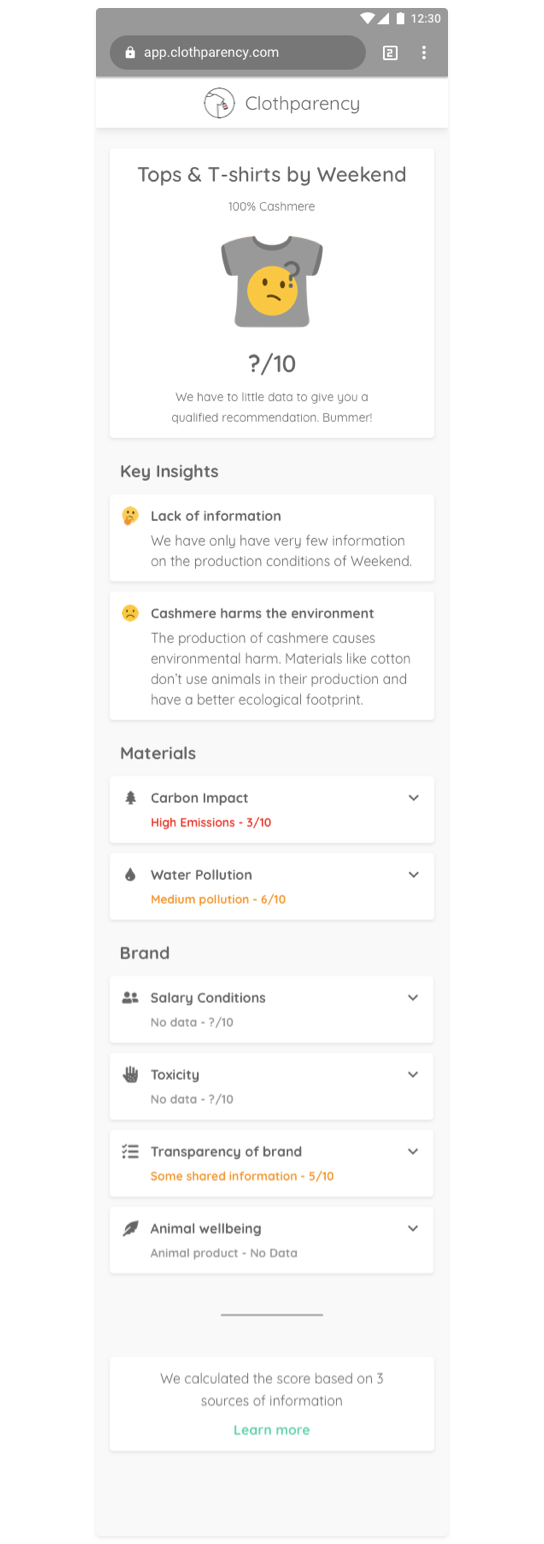 12:30
app.clothparency.com
2
Clothparency
Tops & T-shirts by Weekend
100% Cashmere
?
?/10
We have to little data to give you a
qualified recommendation. Bummer!
Key Insights
Lack of information
We have only have very few information
on the production conditions of Weekend.
Cashmere harms the environment
The production of cashmere causes
environmental harm. Materials like cotton
don't use animals in their production and
have a better ecological footprint.
Materials
Carbon Impact
High Emissions - 3/10
Water Pollution
Medium pollution - 6/10
Brand
Salary Conditions
No data - ?/10
Toxicity
No data - ?/10
Transparency of brand
Some shared information - 5/10
Animal wellbeing
Animal product - No Data
We calculated the score based on 3
sources of information
Learn more